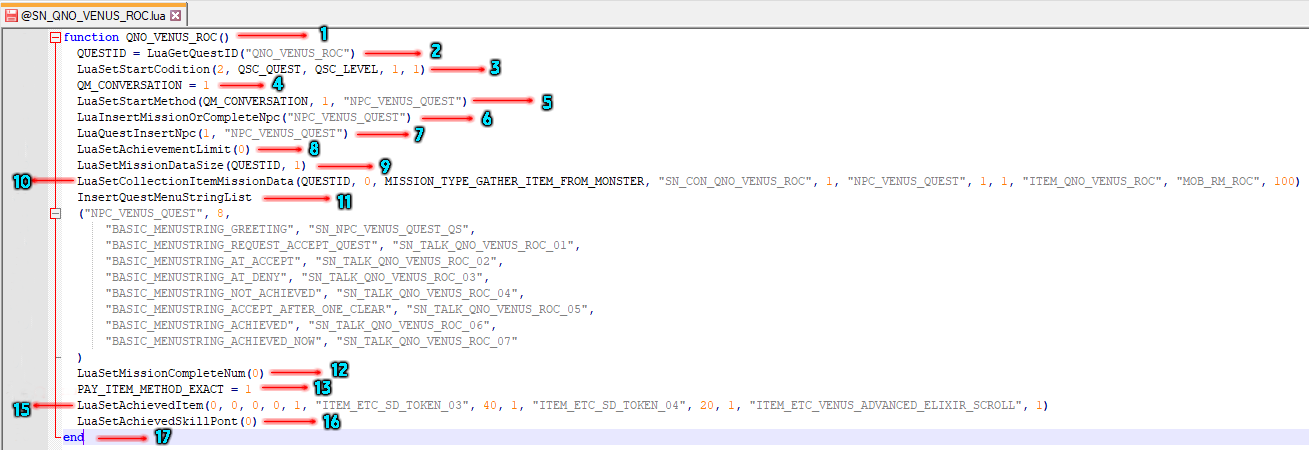 @SN_QNO_VENUS_ROC.lua
function QNO_VENUS_ROC() 1
QUESTID = LuaGetQuestID("QNO_VENUS_ROC") 2
LuaSetStartCodition(2, QSC_QUEST, QSC_LEVEL, 1, 1) 3
QM_CONVERSATION = 1 4
LuaSetStartMethod(QM_CONVERSATION, 1, "NPC_VENUS_QUEST") 5
LuaInsertMissionOrCompleteNpc("NPC_VENUS_QUEST") 6
LuaQuestInsertNpc(1, "NPC_VENUS_QUEST") 7
LuaSetAchievementLimit(0) 8
LuaSetMissionDataSize(QUESTID, 1) 9
10 LuaSetCollectionItemMissionData(QUESTID, 0, MISSION_TYPE_GATHER_ITEM_FROM_MONSTER, "SN_CON_QNO_VENUS_ROC", 1, "NPC_VENUS_QUEST", 1, 1, "ITEM_QNO_VENUS_ROC", "MOB_RM_ROC", 100)
InsertQuestMenuStringList 11
("NPC_VENUS_QUEST", 8,
"BASIC_MENUSTRING_GREETING", "SN_NPC_VENUS_QUEST_QS",
"BASIC_MENUSTRING_REQUEST_ACCEPT_QUEST", "SN_TALK_QNO_VENUS_ROC_01",
"BASIC_MENUSTRING_AT_ACCEPT", "SN_TALK_QNO_VENUS_ROC_02",
"BASIC_MENUSTRING_AT_DENY", "SN_TALK_QNO_VENUS_ROC_03",
"BASIC_MENUSTRING_NOT_ACHIEVED", "SN_TALK_QNO_VENUS_ROC_04",
"BASIC_MENUSTRING_ACCEPT_AFTER_ONE_CLEAR", "SN_TALK_QNO_VENUS_ROC_05",
"BASIC_MENUSTRING_ACHIEVED", "SN_TALK_QNO_VENUS_ROC_06",
"BASIC_MENUSTRING_ACHIEVED_NOW", "SN_TALK_QNO_VENUS_ROC_07"
)
LuaSetMissionCompleteNum(0) 12
PAY_ITEM_METHOD_EXACT = 1 13
15 LuaSetAchievedItem(0, 0, 0, 0, 1, "ITEM_ETC_SD_TOKEN_03", 40, 1, "ITEM_ETC_SD_TOKEN_04", 20, 1, "ITEM_ETC_VENUS_ADVANCED_ELIXIR_SCROLL", 1)
LuaSetAchievedSkillPont(0) 16
end 17